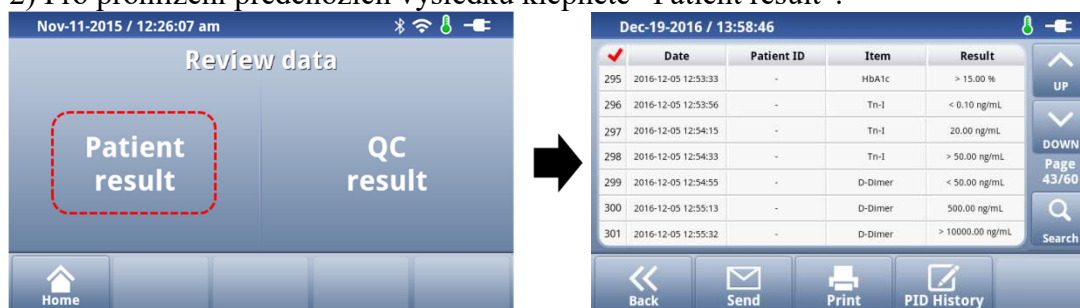 2) Pro prohlížení předchozích výsledků klepněte "Patient result".
Nov-11-2015 / 12:26:07 am
Review data
Patient
result
QC
result
Home
Dec-19-2016 / 13:58:46
Date Patient ID Item Result
295 2016-12-05 12:53:33 - HbA1c > 15.00 %
296 2016-12-05 12:53:56 - Tn-I < 0.10 ng/mL
297 2016-12-05 12:54:15 - Tn-I 20.00 ng/mL
298 2016-12-05 12:54:33 - Tn-I > 50.00 ng/mL
299 2016-12-05 12:54:55 - D-Dimer < 50.00 ng/mL
300 2016-12-05 12:55:13 - D-Dimer 500.00 ng/mL
301 2016-12-05 12:55:32 - D-Dimer > 10000.00 ng/mL
UP
DOWN
Page
43/60
Search
Back Send Print PID History